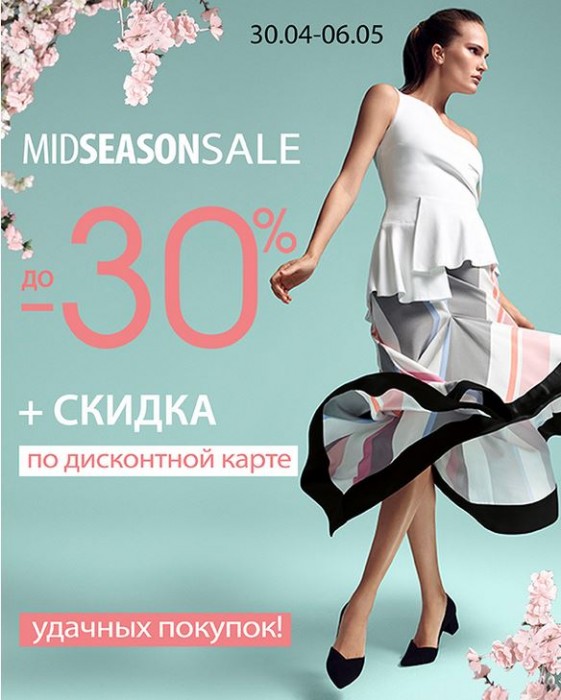 30.04-06.05
MIDSEASONSALE
до -30%
+ СКИДКА
по дисконтной карте
удачных покупок!